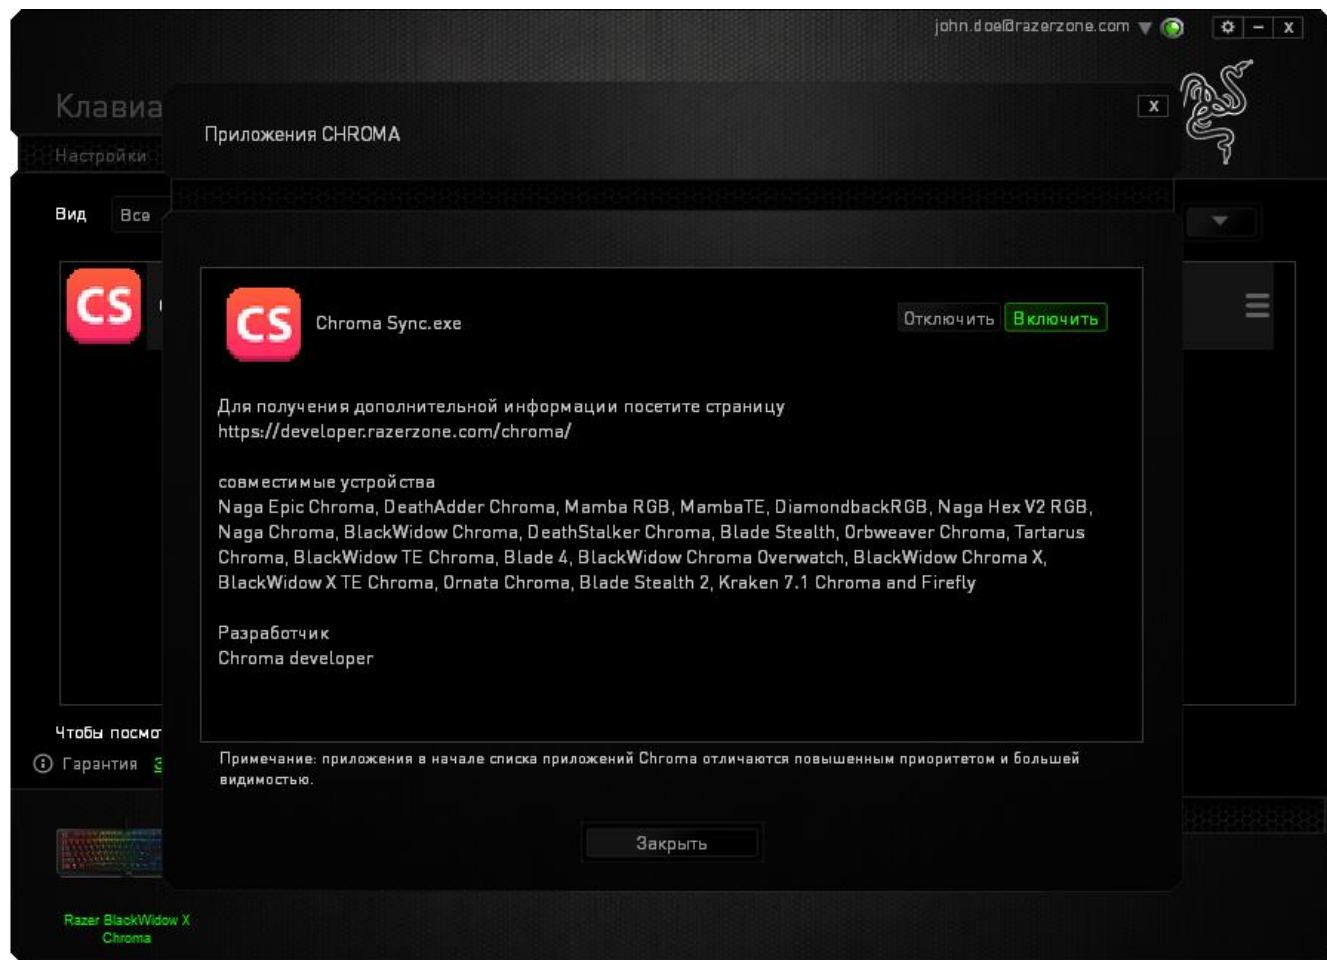 john.doe@razerzone.com
Приложения CHROMA
Настройки
Вид
Все
CS
CS
Chroma Sync.exe
Отключить
Включить
Для получения дополнительной информации посетите страницу
https://developer.razerzone.com/chroma/
совместимые устройства
Naga Epic Chroma, DeathAdder Chroma, Mamba RGB, MambaTE, DiamondbackRGB, Naga Hex V2 RGB,
Naga Chroma, BlackWidow Chroma, DeathStalker Chroma, Blade Stealth, Orbweaver Chroma, Tartarus
Chroma, BlackWidow TE Chroma, Blade 4, BlackWidow Chroma Overwatch, BlackWidow Chroma X,
BlackWidow X TE Chroma, Ornata Chroma, Blade Stealth 2, Kraken 7.1 Chroma and Firefly
Разработчик
Chroma developer
Чтобы
Гарантия
Примечание: приложения в начале списка приложений Chroma отличаются повышенным приоритетом и большей
видимостью.
Закрыть
Razer BlackWidow X
Chroma